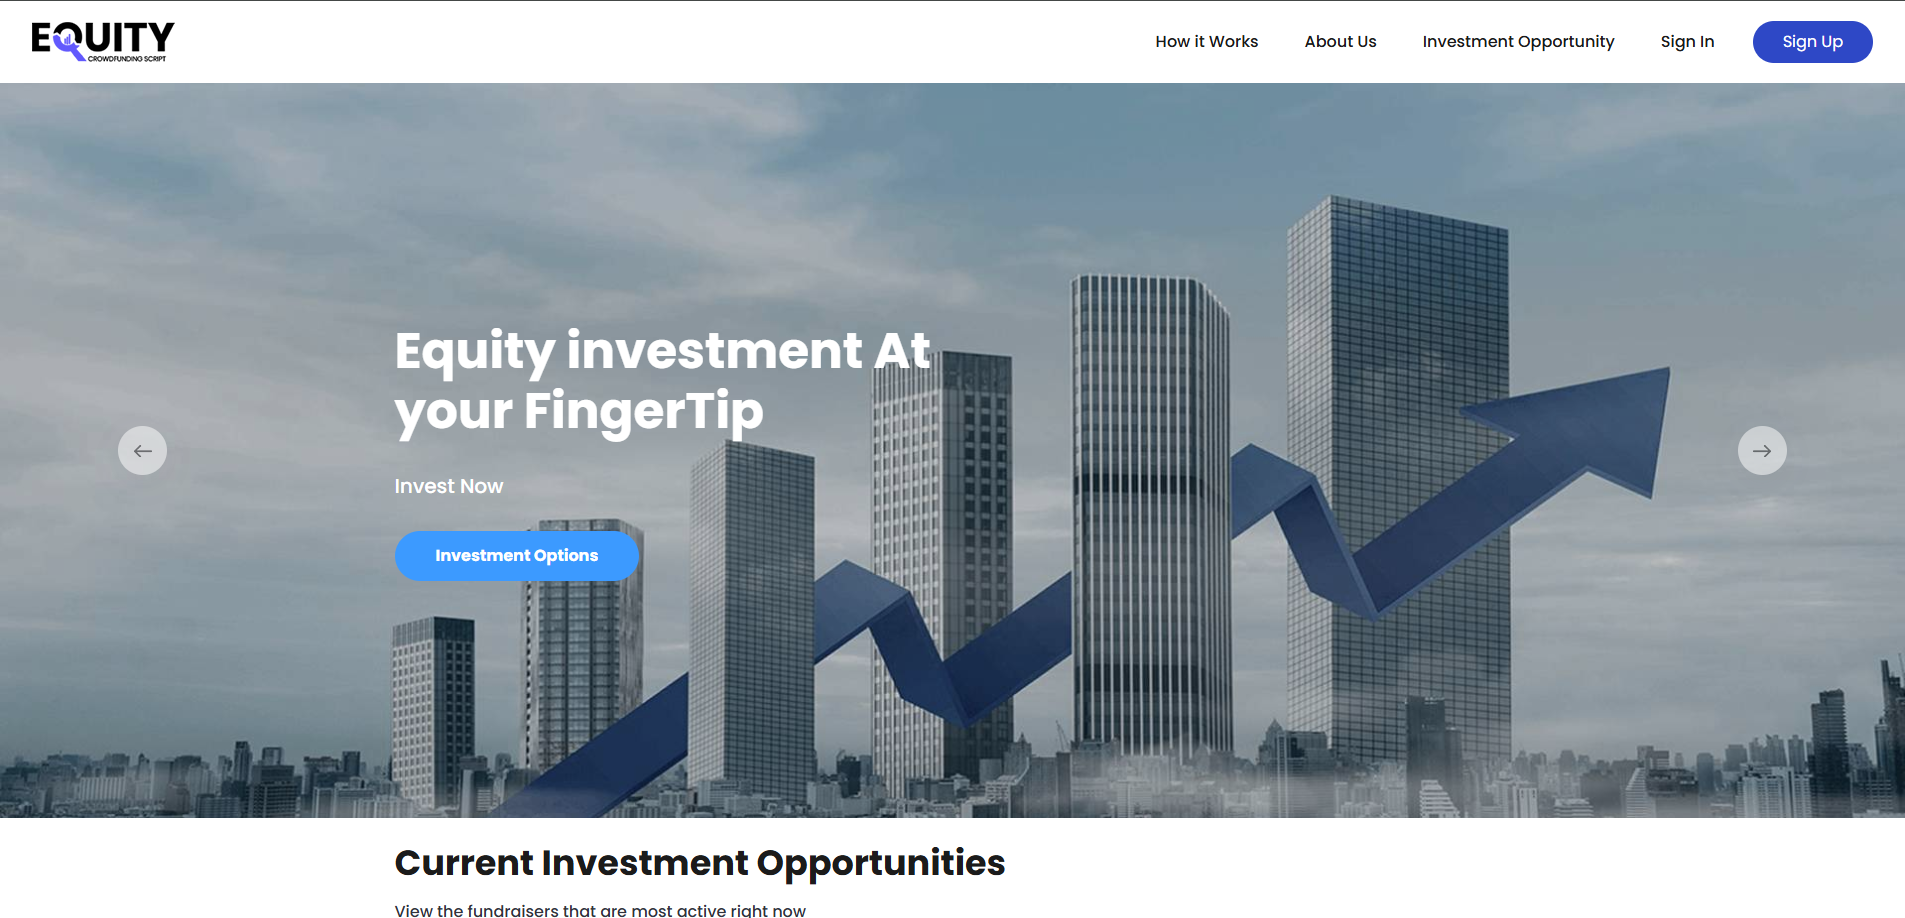 EQUITY
CROWDFUNDING SCRIPT
How it Works
About Us
Investment Opportunity
Sign In
Sign Up
Equity investment At
your FingerTip
Invest Now
Investment Options
Current Investment Opportunities
View the fundraisers that are most active right now